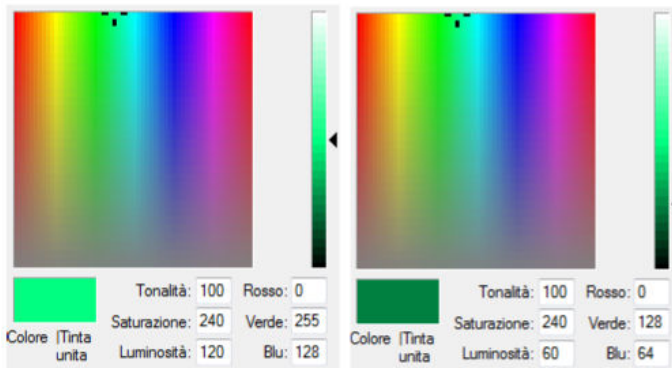 Tonalità: 100 Rosso: 0
Saturazione: 240 Verde: 255
Colore |Tinta unita
Luminosità: 120 Blu: 128
Tonalità: 100 Rosso: 0
Saturazione: 240 Verde: 128
Colore |Tinta unita
Luminosità: 60 Blu: 64